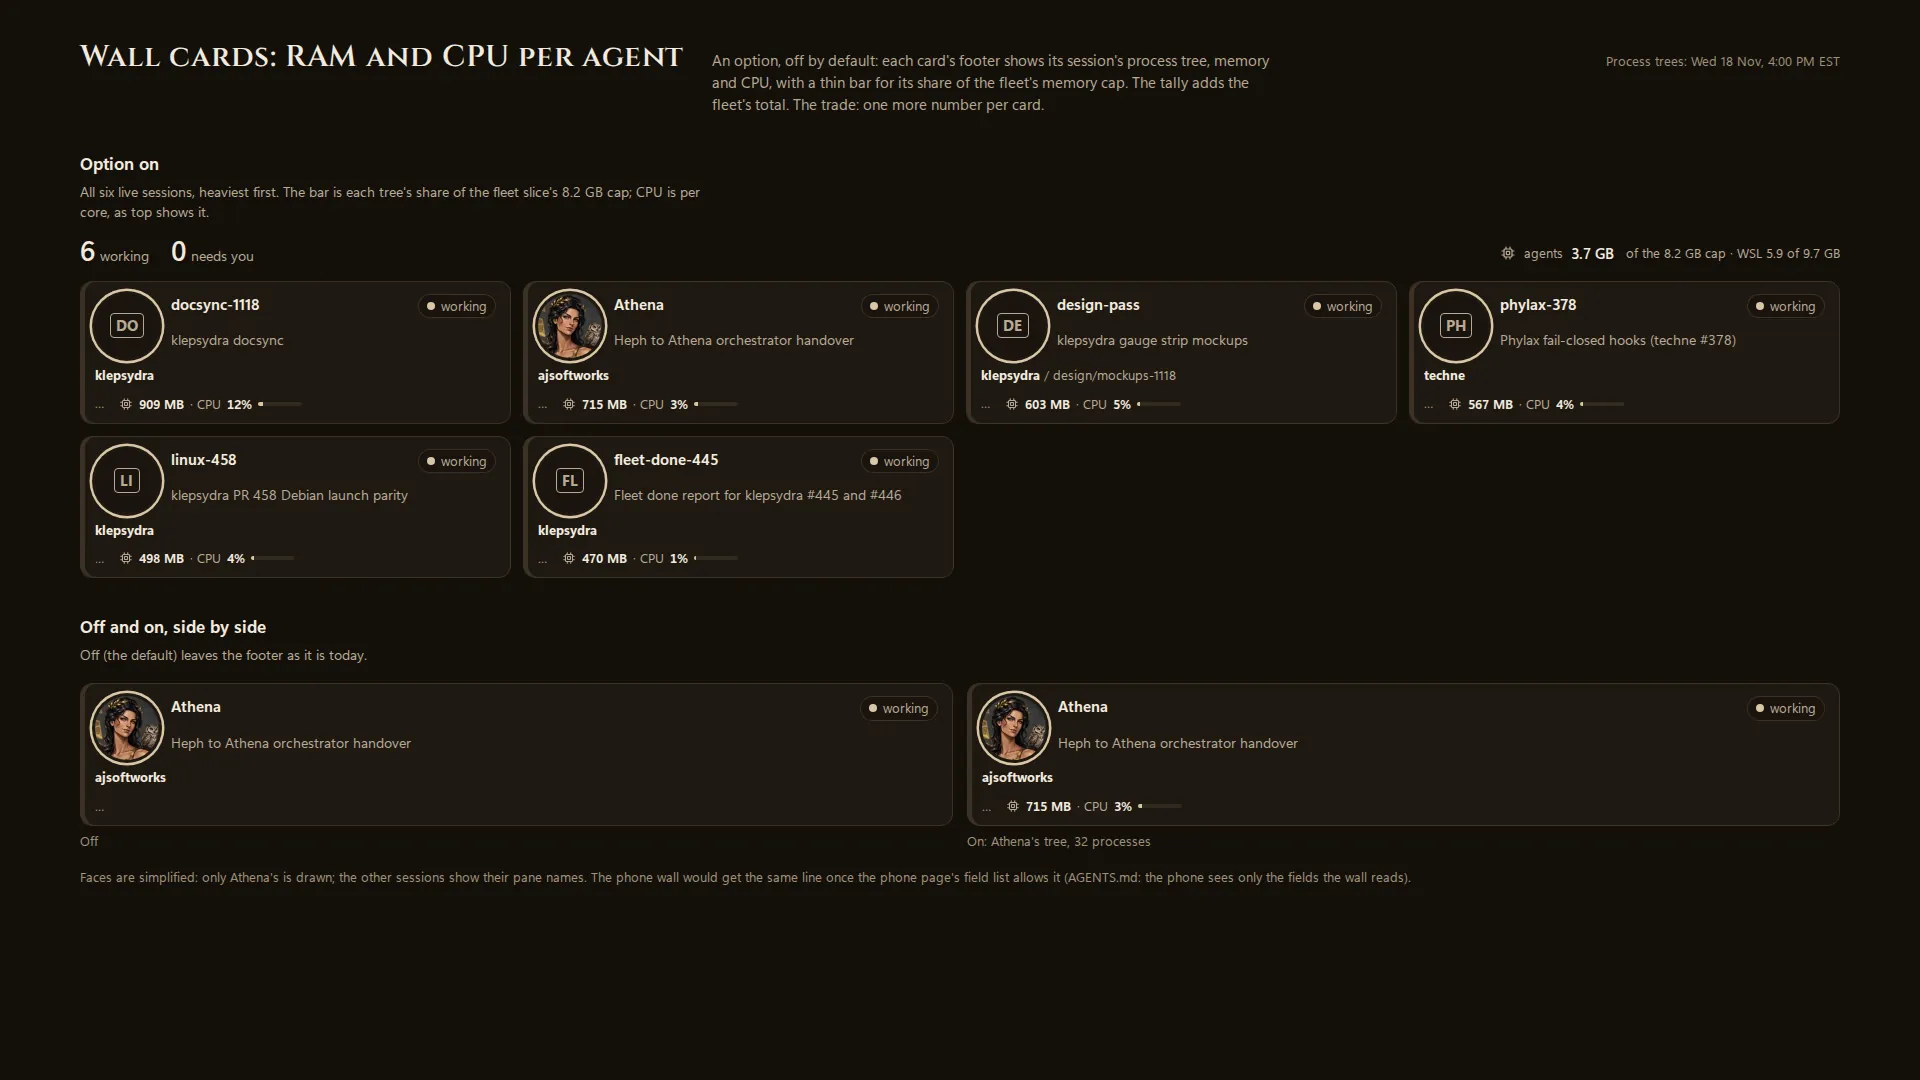 Wall cards: RAM and CPU per agent
An option, off by default: each card's footer shows its session's process tree, memory
and CPU, with a thin bar for its share of the fleet's memory cap. The tally adds the
fleet's total. The trade: one more number per card.
Process trees: Wed 18 Nov, 4:00 PM EST
Option on
All six live sessions, heaviest first. The bar is each tree's share of the fleet slice's 8.2 GB cap; CPU is per
core, as top shows it.
6 working 0 needs you
agents 3.7 GB of the 8.2 GB cap · WSL 5.9 of 9.7 GB
DO
docsync-1118
working
klepsydra docsync
klepsydra
... 909 MB · CPU 12%
Athena
working
Heph to Athena orchestrator handover
ajsoftworks
... 715 MB · CPU 3%
DE
design-pass
working
klepsydra gauge strip mockups
klepsydra / design/mockups-1118
... 603 MB · CPU 5%
PH
phylax-378
working
Phylax fail-closed hooks (techne #378)
techne
... 567 MB · CPU 4%
LI
linux-458
working
klepsydra PR 458 Debian launch parity
klepsydra
... 498 MB · CPU 4%
FL
fleet-done-445
working
Fleet done report for klepsydra #445 and #446
klepsydra
... 470 MB · CPU 1%
Off and on, side by side
Off (the default) leaves the footer as it is today.
Athena
working
Heph to Athena orchestrator handover
ajsoftworks
...
Off
Athena
working
Heph to Athena orchestrator handover
ajsoftworks
... 715 MB · CPU 3%
On: Athena's tree, 32 processes
Faces are simplified: only Athena's is drawn; the other sessions show their pane names. The phone wall would get the same line once the phone page's field list allows it (AGENTS.md: the phone sees only the fields the wall reads).